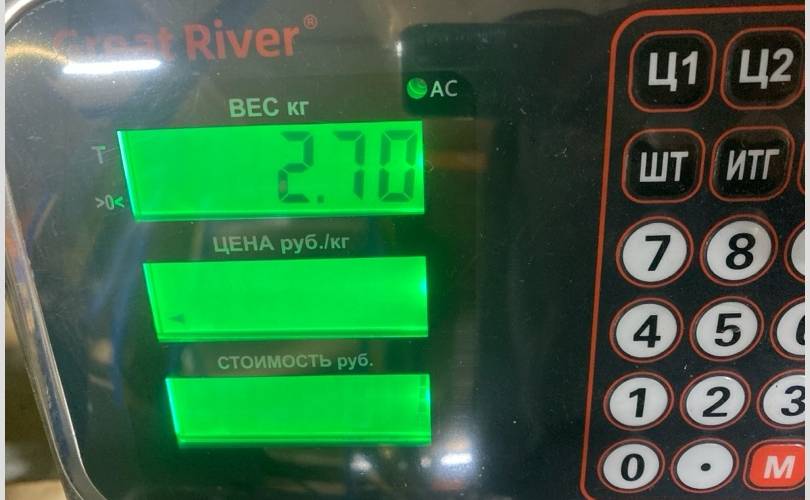 Great River®
AC
ВЕС кг
T
2.70
>0<
ЦЕНА руб./кг
СТОИМОСТЬ руб.
Ц1 Ц2
ШТ ИТГ
7 8
4 5
1 2 3
0 . M